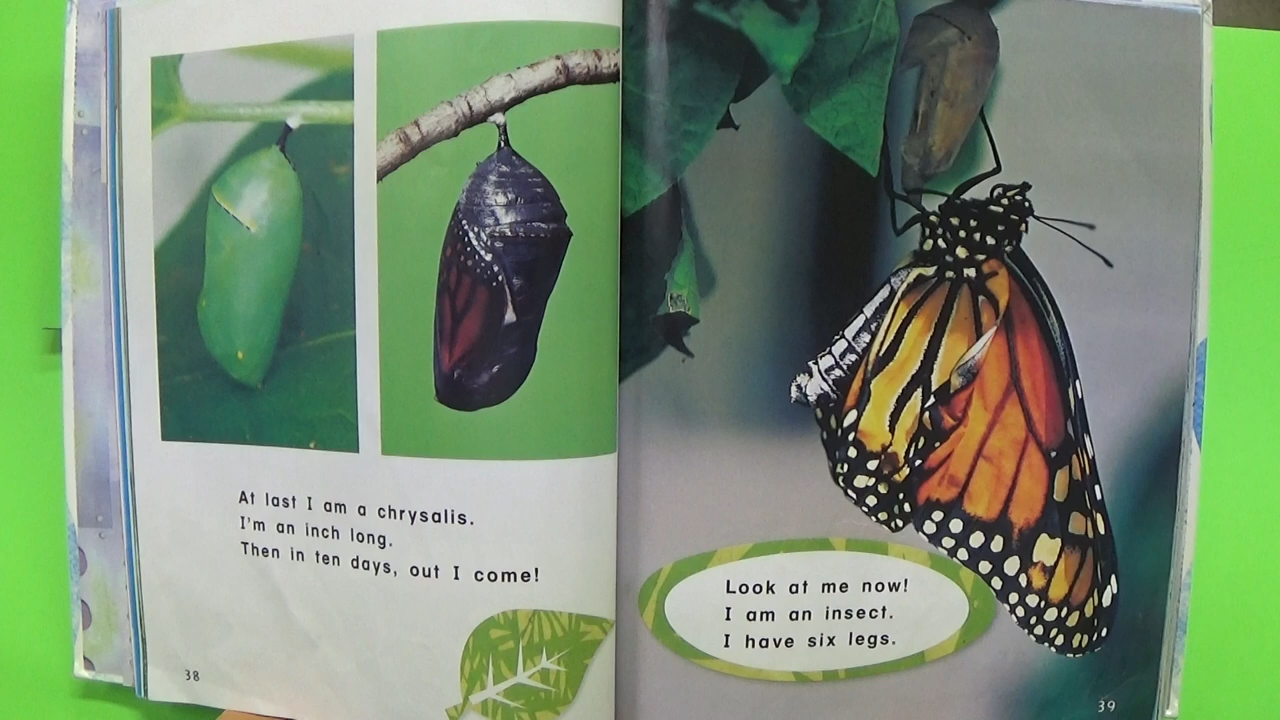 At last I am a chrysalis.
I'm an inch long.
Then in ten days, out I come!
38
Look at me now!
I am an insect.
I have six legs.
39